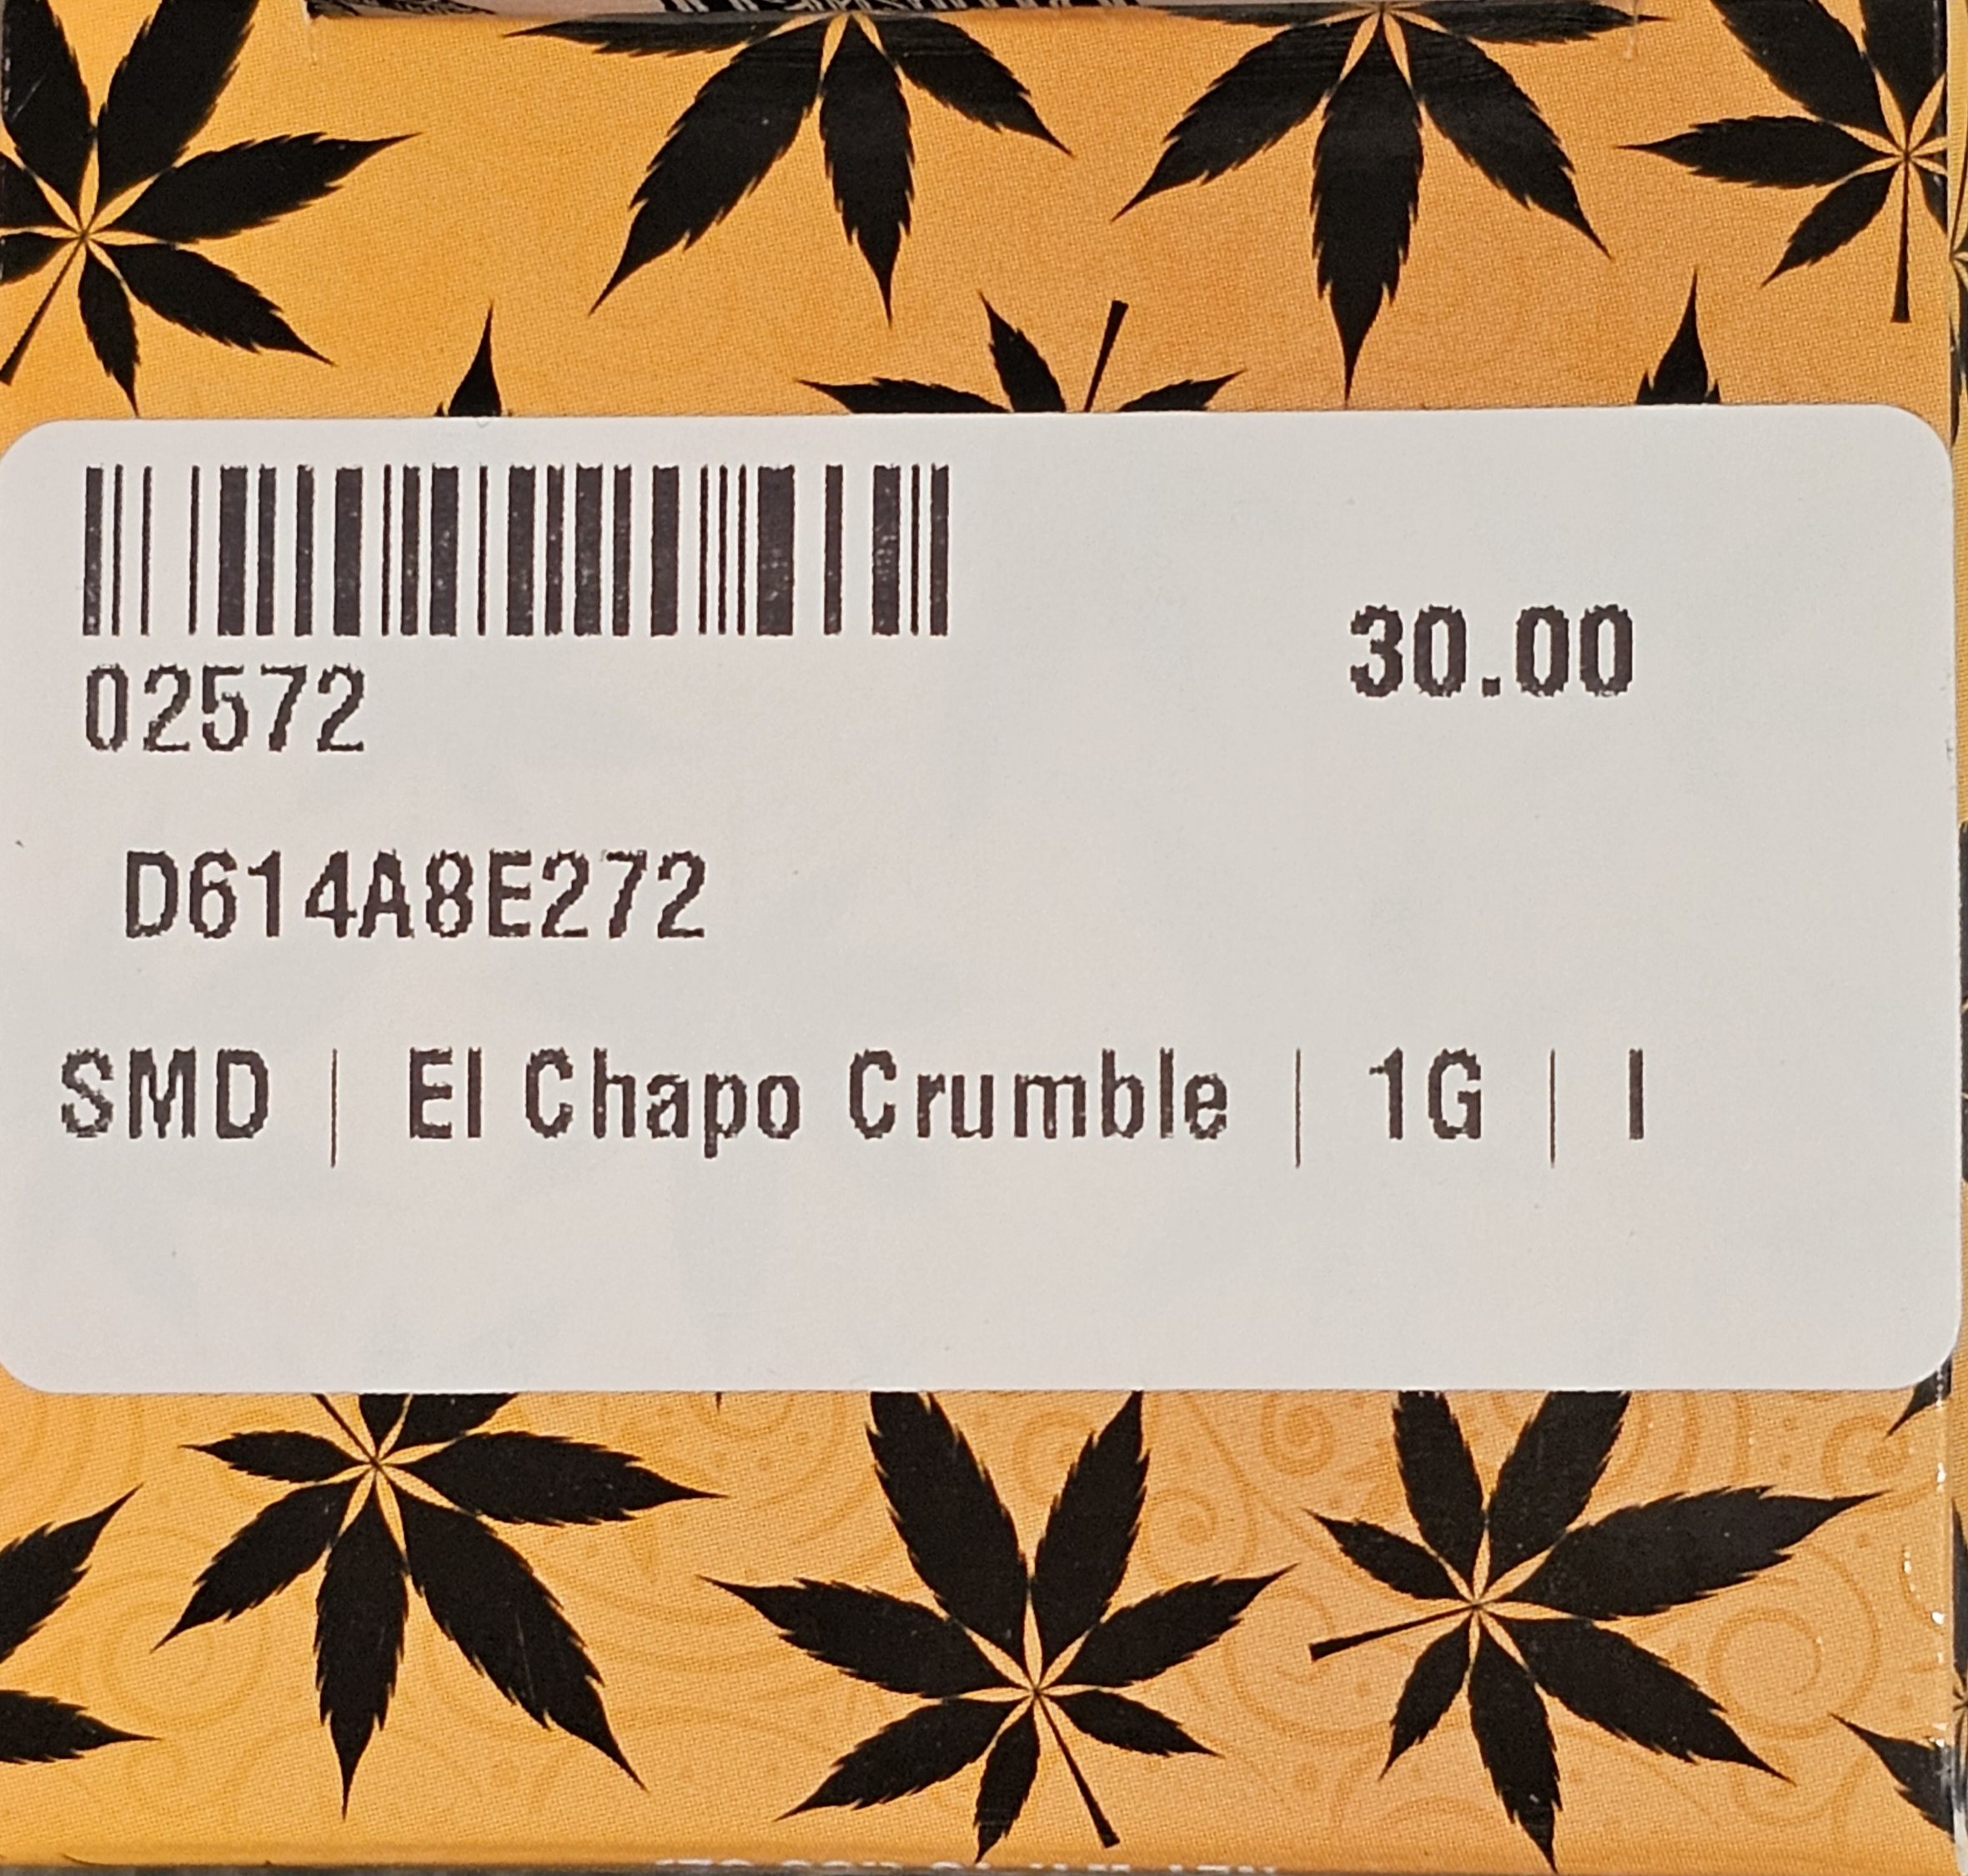 30.00
02572
D614A8E272
SMD | El Chapo Crumble | 1G | I